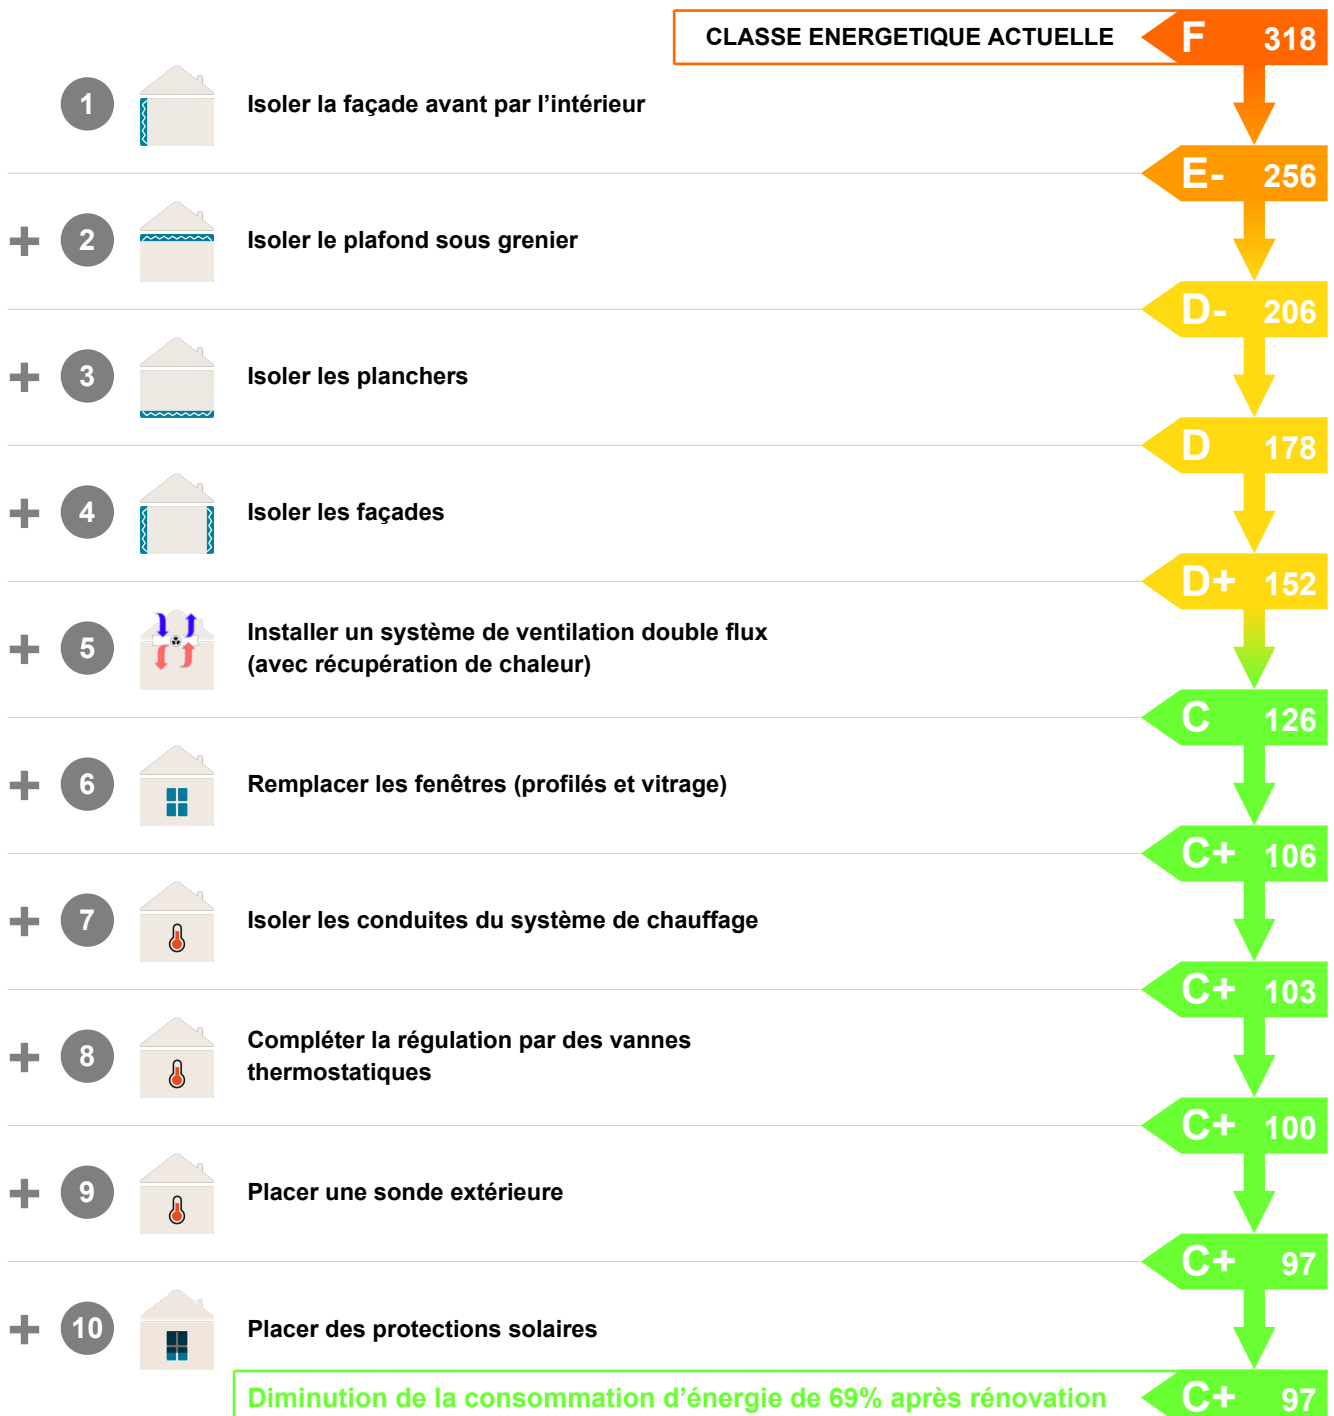 CLASSE ENERGETIQUE ACTUELLE F 318
1 Isoler la façade avant par l’intérieur
E- 256
+ 2 Isoler le plafond sous grenier
D- 206
+ 3 Isoler les planchers
D 178
+ 4 Isoler les façades
D+ 152
+ 5 Installer un système de ventilation double flux
(avec récupération de chaleur)
C 126
+ 6 Remplacer les fenêtres (profilés et vitrage)
C+ 106
+ 7 Isoler les conduites du système de chauffage
C+ 103
+ 8 Compléter la régulation par des vannes
thermostatiques
C+ 100
+ 9 Placer une sonde extérieure
C+ 97
+ 10 Placer des protections solaires
Diminution de la consommation d’énergie de 69% après rénovation C+ 97